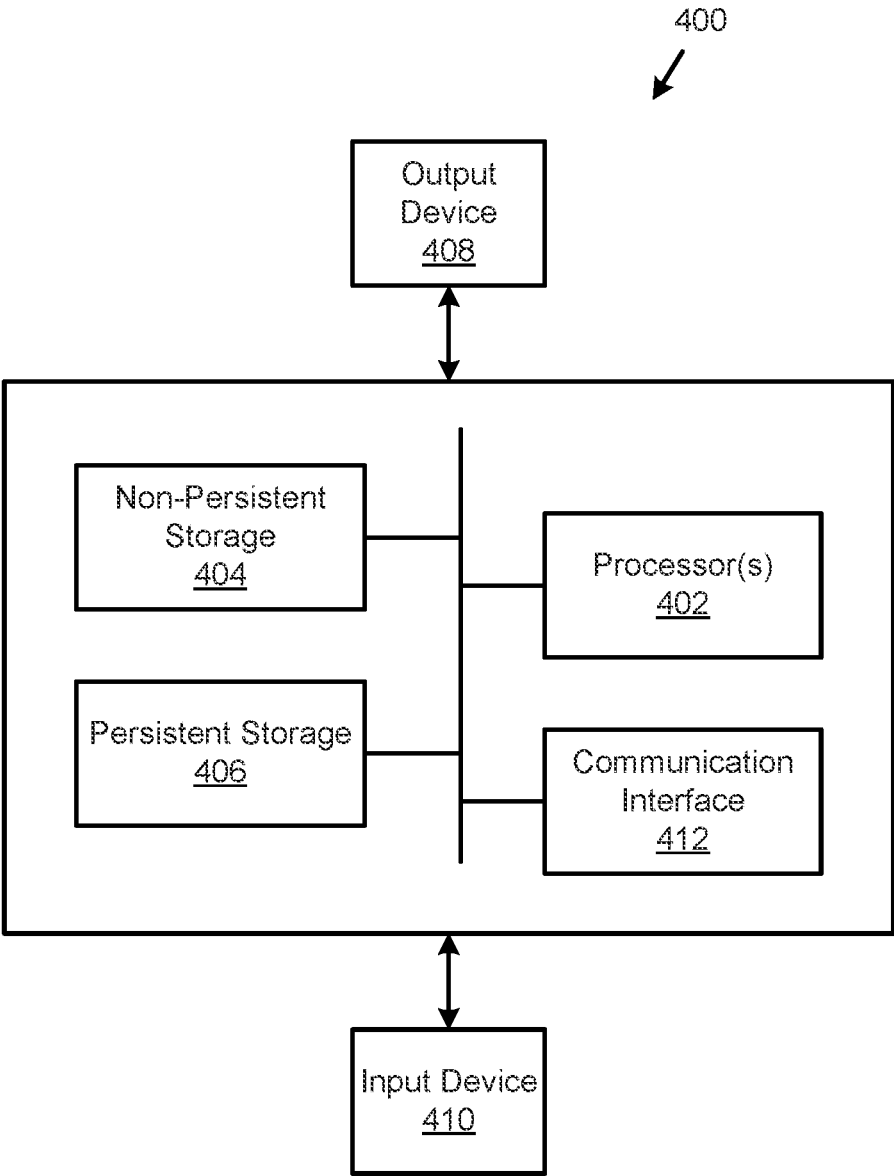 400
Output
Device
408
Non-Persistent
Storage
404
Processor(s)
402
Persistent Storage
406
Communication
Interface
412
Input Device
410